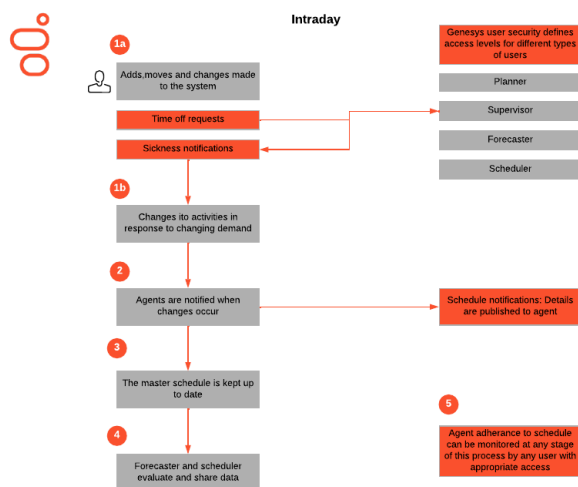 Intraday
1a
Adds,moves and changes made
to the system
Time off requests
Sickness notifications
1b
Changes ito activities in
response to changing demand
2
Agents are notified when
changes occur
3
The master schedule is kept up
to date
4
Forecaster and scheduler
evaluate and share data
Genesys user security defines
access levels for different types
of users
Planner
Supervisor
Forecaster
Scheduler
Schedule notifications: Details
are published to agent
5
Agent adharance to schedule
can be monitored at any stage
of this process by any user with
appropriate access